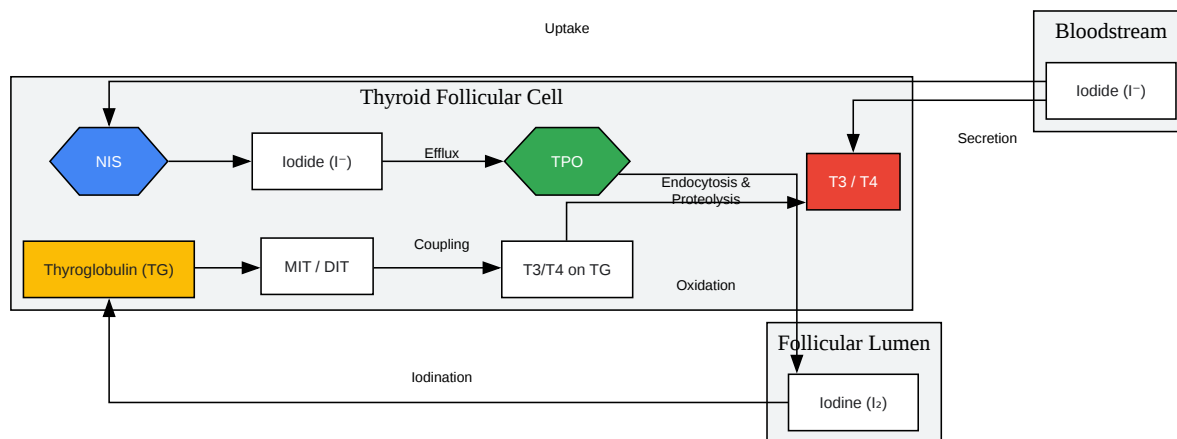 Uptake
Bloodstream
Iodide (I⁻)
Thyroid Follicular Cell
Secretion
NIS
Iodide (I⁻)
Efflux
TPO
Endocytosis &
Proteolysis
T3 / T4
Thyroglobulin (TG)
MIT / DIT
Coupling
T3/T4 on TG
Oxidation
Follicular Lumen
Iodination
Iodine (I₂)